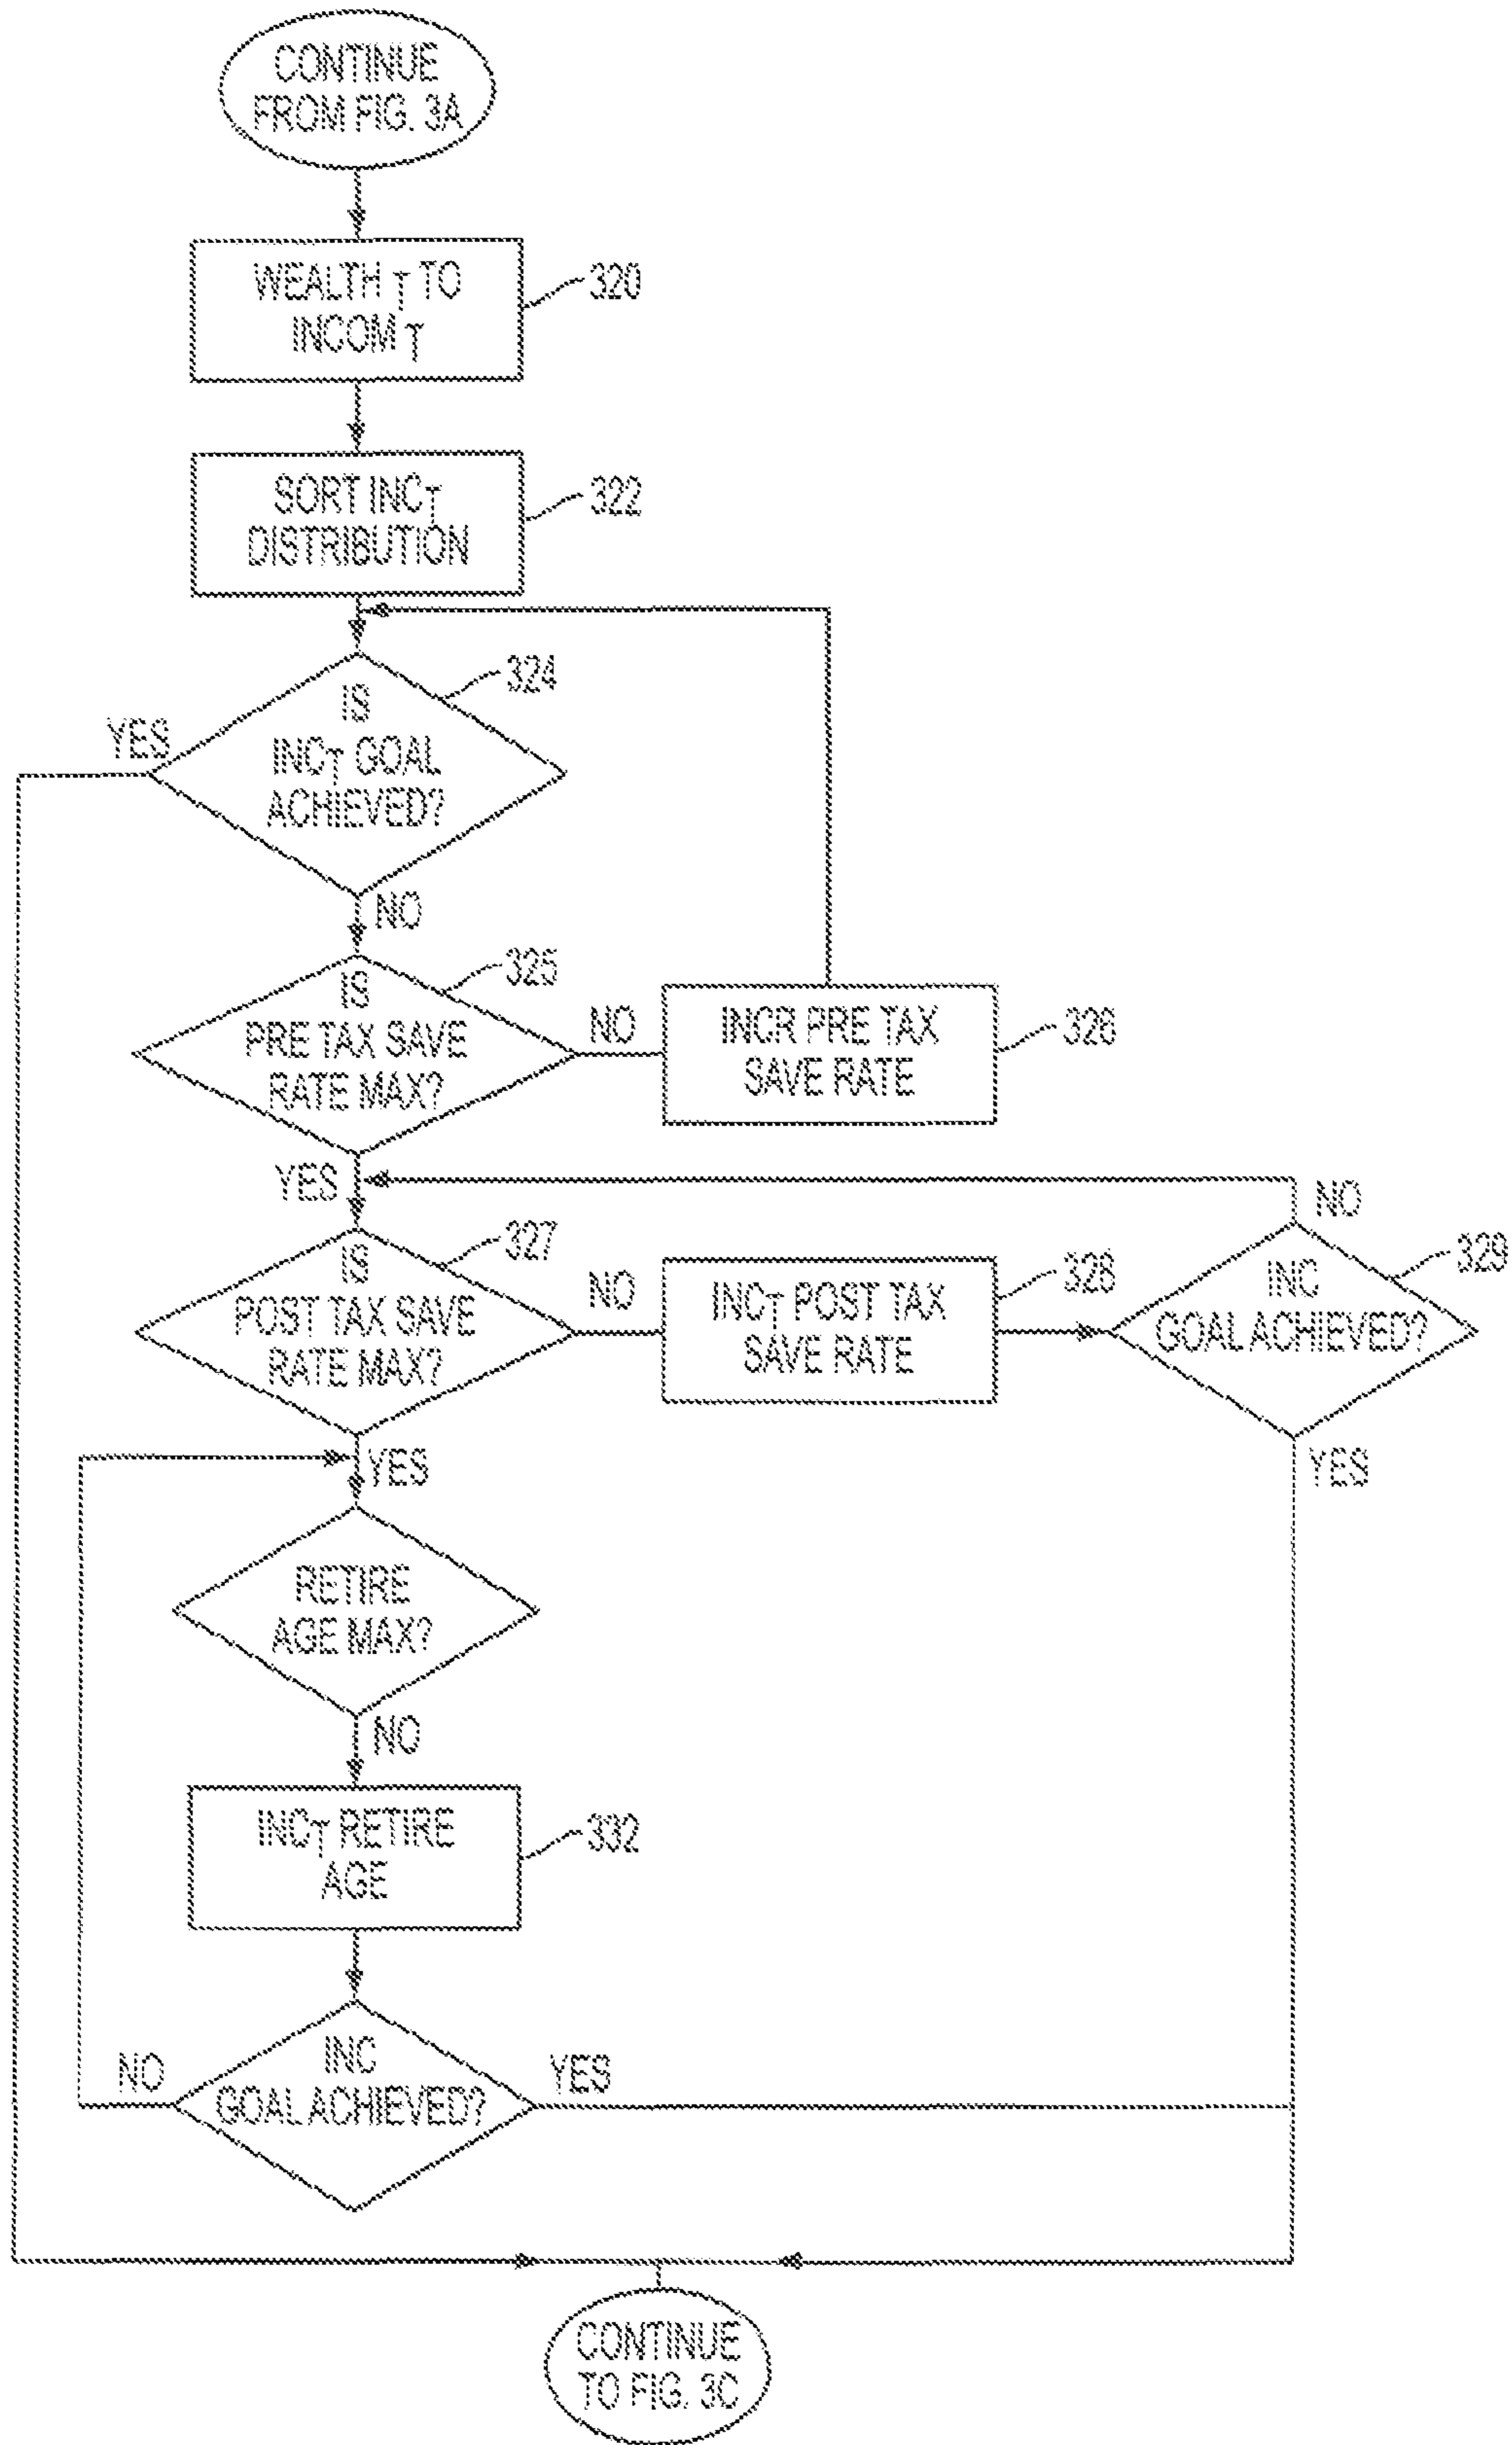 CONTINUE
FROM FIG. 3A
WEALTH T TO
INCOM T
320
SORT INCT
DISTRIBUTION
322
324
IS
INCT GOAL
ACHIEVED?
YES
NO
325
IS
PRE TAX SAVE
RATE MAX?
NO
INCR PRE TAX
SAVE RATE
326
YES
NO
327
IS
POST TAX SAVE
RATE MAX?
NO
INCT POST TAX
SAVE RATE
328
329
INC
GOAL ACHIEVED?
YES
YES
RETIRE
AGE MAX?
NO
INCT RETIRE
AGE
332
NO
INC
GOAL ACHIEVED?
YES
CONTINUE
TO FIG. 3C